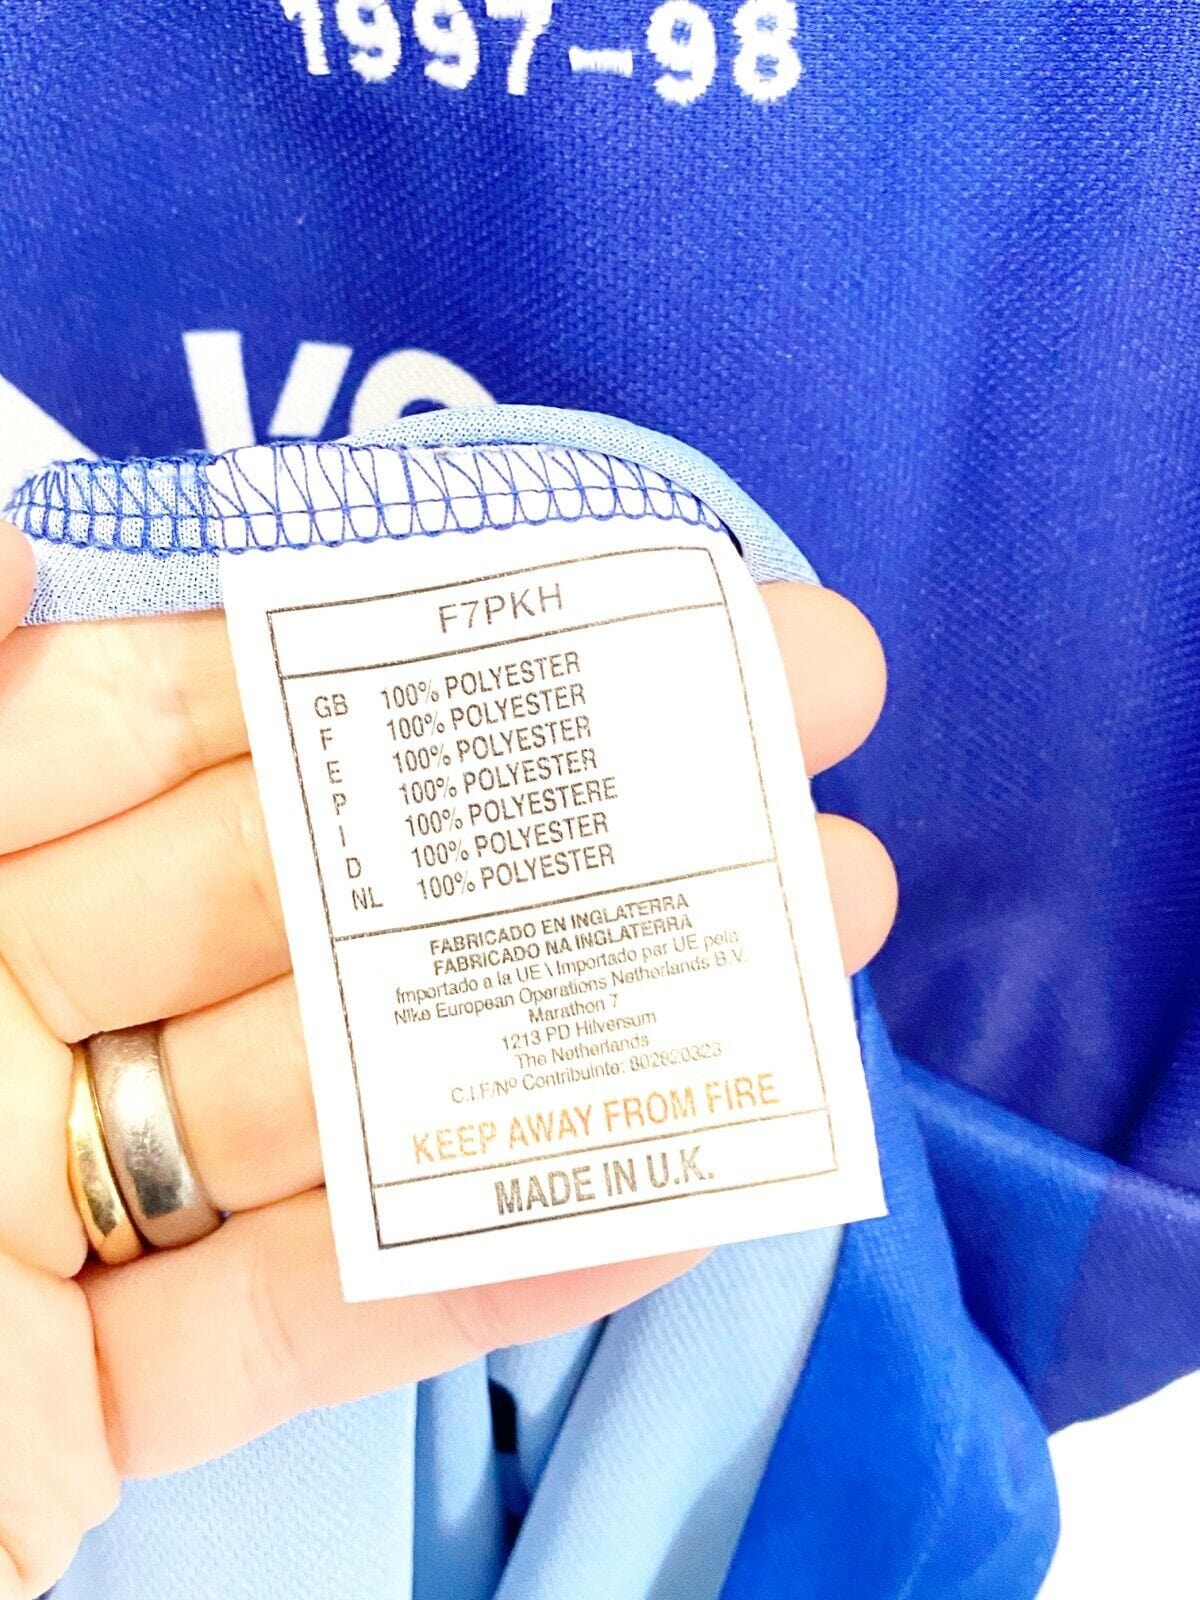 1997-98
F7PKH
GB 100% POLYESTER
F 100% POLYESTER
E 100% POLYESTER
P 100% POLYESTER
I 100% POLYESTERE
D 100% POLYESTER
NL 100% POLYESTER
FABRICADO EN INGLATERRA
FABRICADO NA INGLATERRA
Importado a la UE \ Importado par UE pela
Nike European Operations Netherlands B.V.
Marathon 7
1213 PD Hilversum
The Netherlands
C.I.F/Nº Contribuinte: 802820323
KEEP AWAY FROM FIRE
MADE IN U.K.